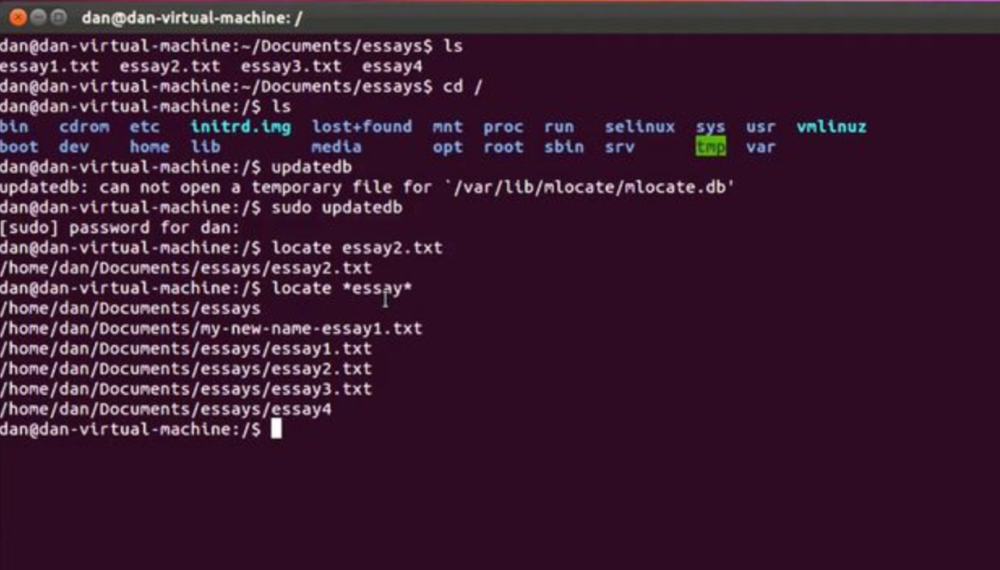 dan@dan-virtual-machine: /
dan@dan-virtual-machine:~/Documents/essays$ ls
essay1.txt  essay2.txt  essay3.txt  essay4
dan@dan-virtual-machine:~/Documents/essays$ cd /
dan@dan-virtual-machine:/$ ls
bin   cdrom  etc   initrd.img  lost+found  mnt  proc  run   selinux  sys  usr  vmlinuz
boot  dev    home  lib         media       opt  root  sbin  srv      tmp  var
dan@dan-virtual-machine:/$ updatedb
updatedb: can not open a temporary file for `/var/lib/mlocate/mlocate.db'
dan@dan-virtual-machine:/$ sudo updatedb
[sudo] password for dan:
dan@dan-virtual-machine:/$ locate essay2.txt
/home/dan/Documents/essays/essay2.txt
dan@dan-virtual-machine:/$ locate *essay*
/home/dan/Documents/essays
/home/dan/Documents/my-new-name-essay1.txt
/home/dan/Documents/essays/essay1.txt
/home/dan/Documents/essays/essay2.txt
/home/dan/Documents/essays/essay3.txt
/home/dan/Documents/essays/essay4
dan@dan-virtual-machine:/$